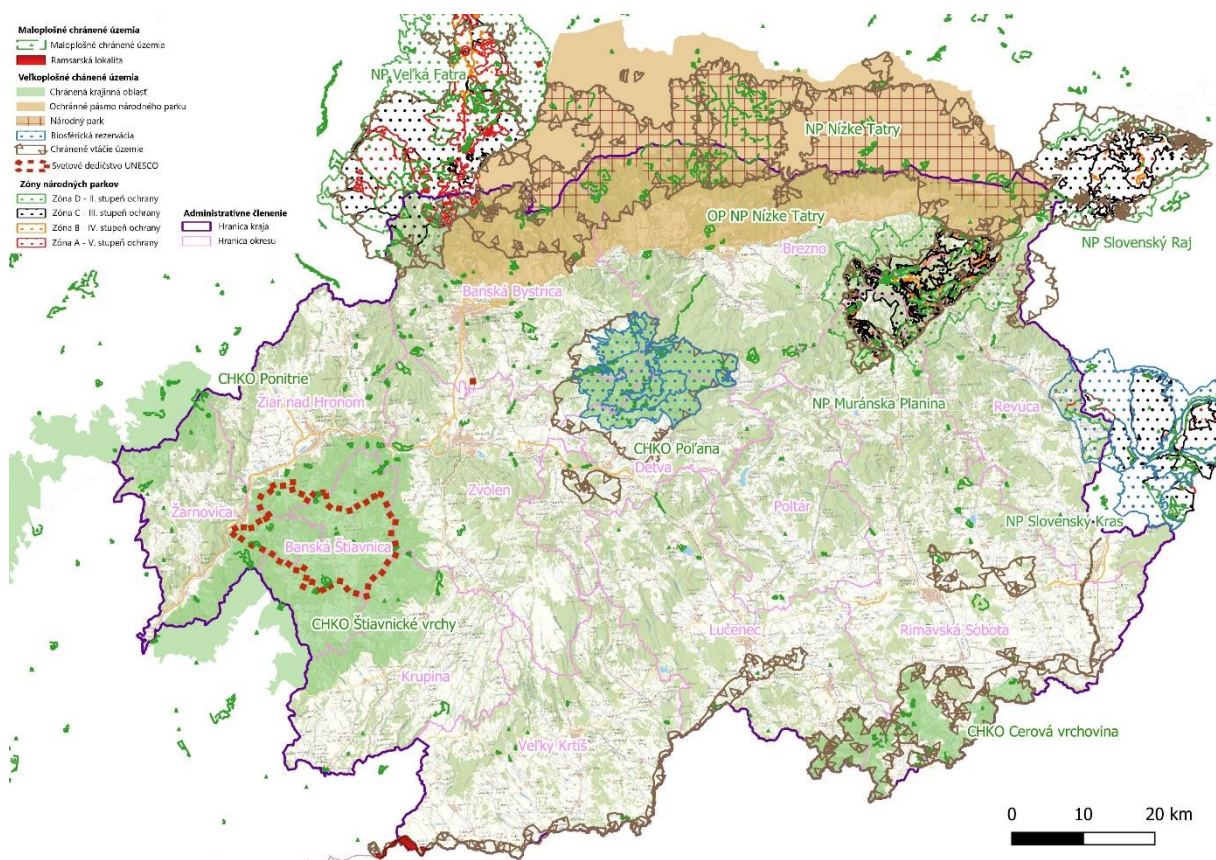 Maloplošné chránené územia
Maloplošné chránené územie
Ramsarská lokalita
Veľkoplošné chánené územia
Chránená krajinná oblasť
Ochranné pásmo národného parku
Národný park
Biosférická rezervácia
Chránené vtáčie územie
Svetové dedičstvo UNESCO
Zóny národných parkov
Zóna D - II. stupeň ochrany
Zóna C - III. stupeň ochrany
Zóna B - IV. stupeň ochrany
Zóna A - V. stupeň ochrany
Administratívne členenie
Hranica kraja
Hranica okresu
NP Veľká Fatra
NP Nízke Tatry
OP NP Nízke Tatry
NP Slovenský Raj
Brezno
Banská Bystrica
CHKO Ponitrie
Žiar nad Hronom
NP Muránska Planina
Revúca
CHKO Poľana
Detva
Zvolen
Žarnovica
Poltár
Banská Štiavnica
NP Slovenský Kras
CHKO Štiavnické vrchy
Lučenec
Rimavská Sobota
Krupina
CHKO Cerová vrchovina
Veľký Krtíš
0 10 20 km